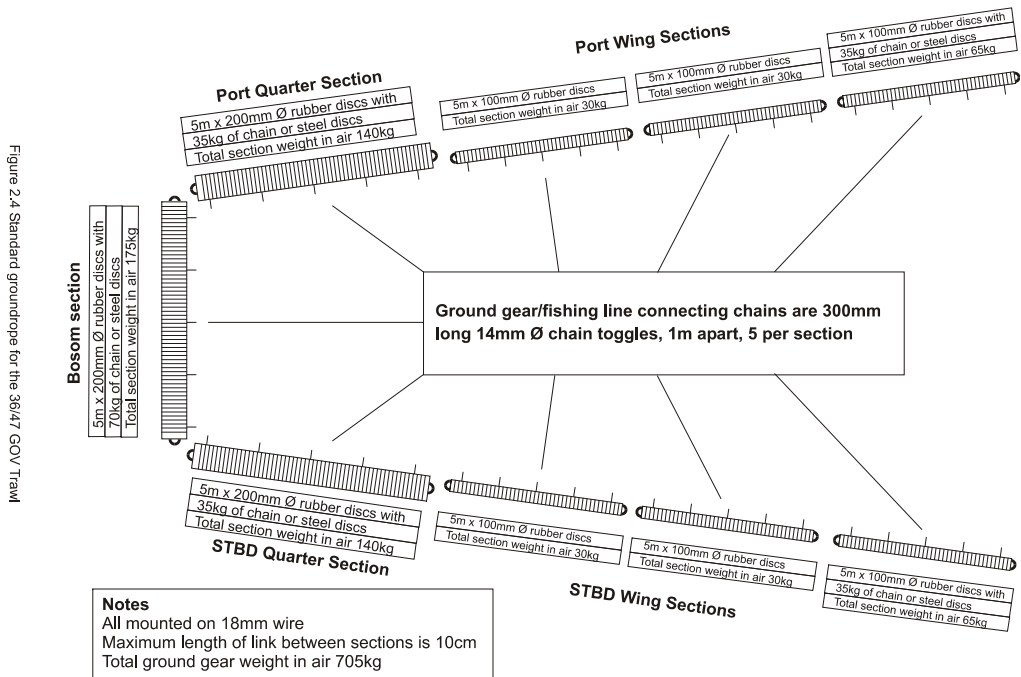 Port Wing Sections
5m x 100mm Ø rubber discs with
35kg of chain or steel discs
Total section weight in air 65kg
5m x 100mm Ø rubber discs
Total section weight in air 30kg
5m x 100mm Ø rubber discs
Total section weight in air 30kg
Port Quarter Section
5m x 200mm Ø rubber discs with
35kg of chain or steel discs
Total section weight in air 140kg
Figure 2.4 Standard groundrope for the 36/47 GOV Trawl
Bosom section
5m x 200mm Ø rubber discs with
70kg of chain or steel discs
Total section weight in air 175kg
Ground gear/fishing line connecting chains are 300mm
long 14mm Ø chain toggles, 1m apart, 5 per section
5m x 200mm Ø rubber discs with
35kg of chain or steel discs
Total section weight in air 140kg
STBD Quarter Section
5m x 100mm Ø rubber discs
Total section weight in air 30kg
5m x 100mm Ø rubber discs
Total section weight in air 30kg
5m x 100mm Ø rubber discs with
35kg of chain or steel discs
Total section weight in air 65kg
STBD Wing Sections
Notes
All mounted on 18mm wire
Maximum length of link between sections is 10cm
Total ground gear weight in air 705kg